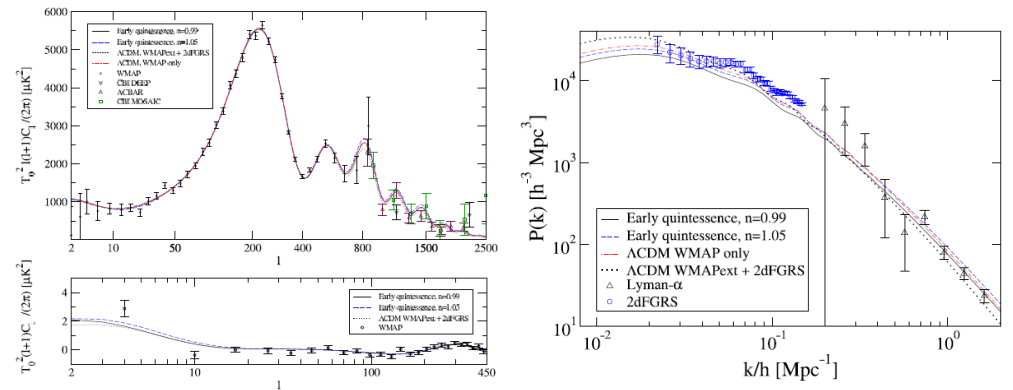 6000
5000
4000
3000
2000
1000
T₀² l(l+1)C_l /(2π) [μK²]
Early quintessence, n=0.99
Early quintessence, n=1.05
ΛCDM, WMAPext + 2dFGRS
ΛCDM, WMAP-only
WMAP
CBI DEEP
ACBAR
CBI MOSAIC
2 10 50 200 400 800 1500 2500
l
4
2
0
T₀² (l+1)C_l /(2π) [μK²]
Early quintessence, n=0.99
Early quintessence, n=1.05
ΛCDM WMAPext + 2dFGRS
WMAP
2 10 100 450
l
10⁴
10³
10²
10¹
P(k) [h⁻³ Mpc³]
Early quintessence, n=0.99
Early quintessence, n=1.05
ΛCDM WMAP only
ΛCDM WMAPext + 2dFGRS
Lyman-α
2dFGRS
10⁻² 10⁻¹ 10⁰
k/h [Mpc⁻¹]